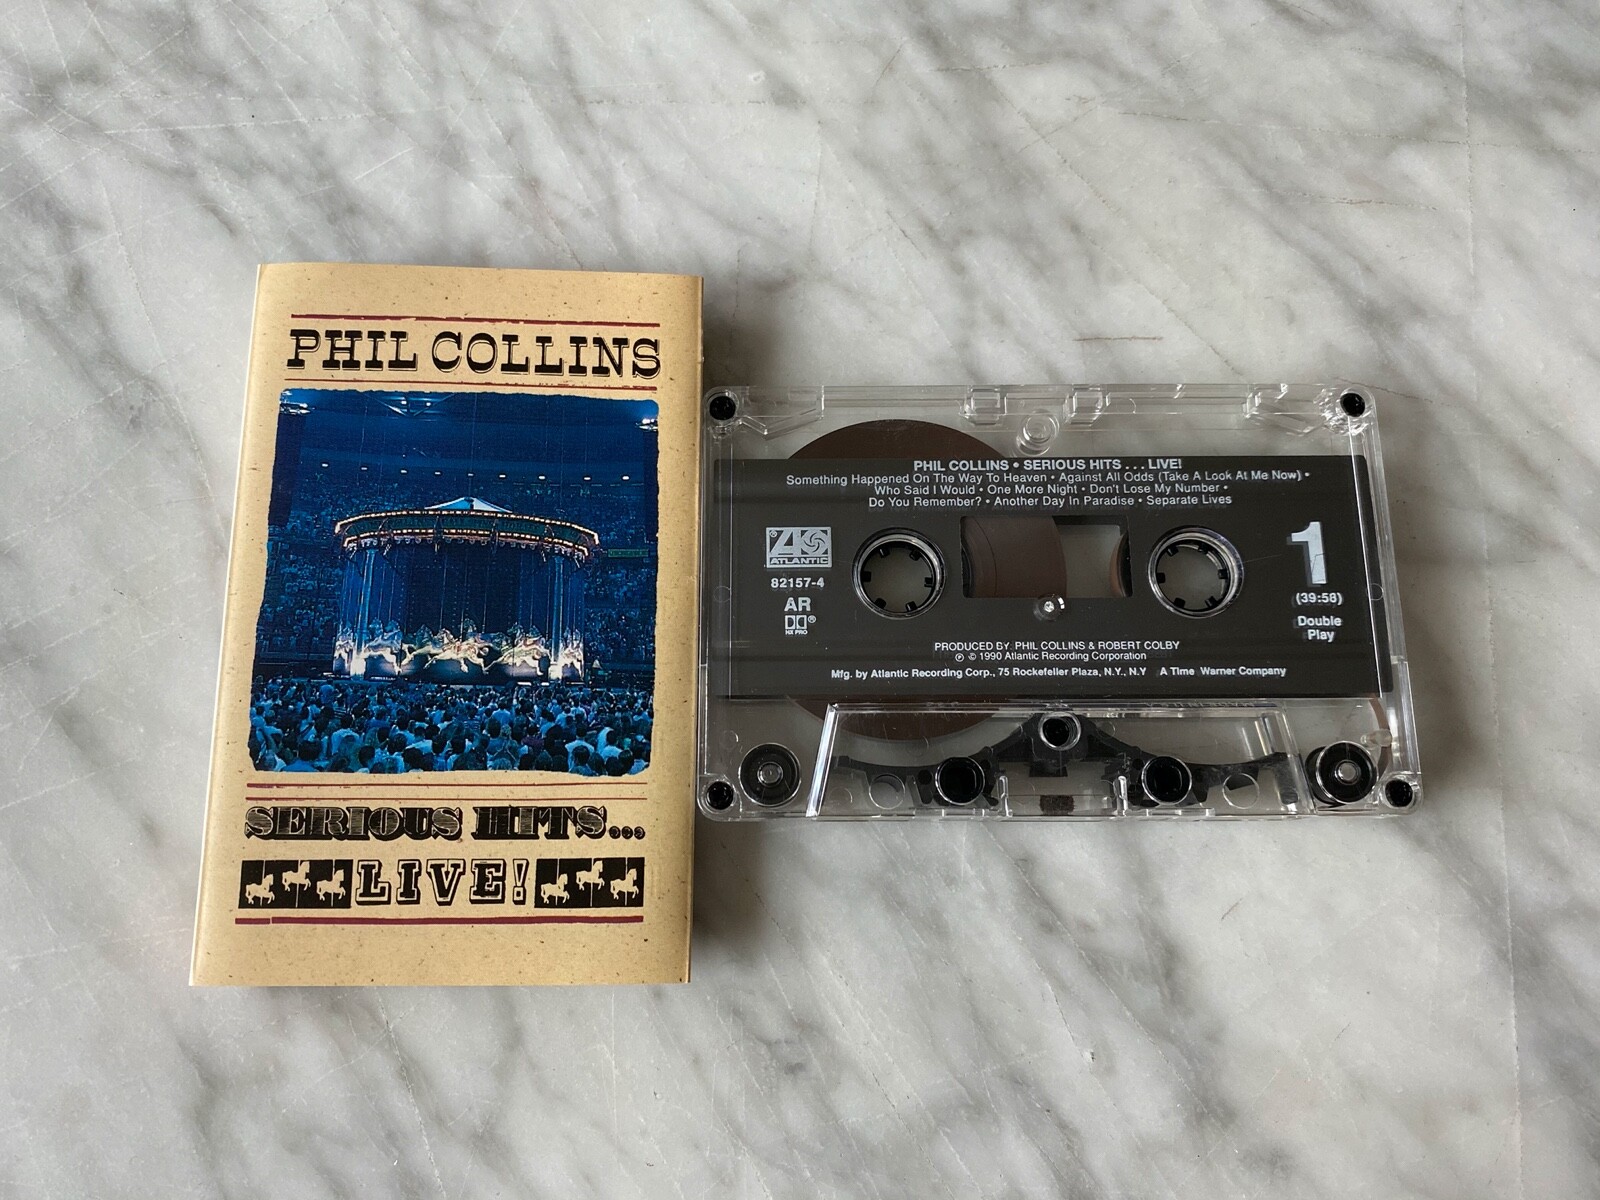 PHIL COLLINS
SERIOUS HITS...
LIVE!
PHIL COLLINS • SERIOUS HITS . . . LIVE!
Something Happened On The Way To Heaven • Against All Odds (Take A Look At Me Now) •
Who Said I Would • One More Night • Don't Lose My Number •
Do You Remember? • Another Day In Paradise • Separate Lives
ATLANTIC
82157-4
AR
HX PRO
1
(39:58)
Double
Play
PRODUCED BY PHIL COLLINS & ROBERT COLBY
℗ © 1990 Atlantic Recording Corporation
Mfg. by Atlantic Recording Corp., 75 Rockefeller Plaza, N.Y., N.Y A Time Warner Company